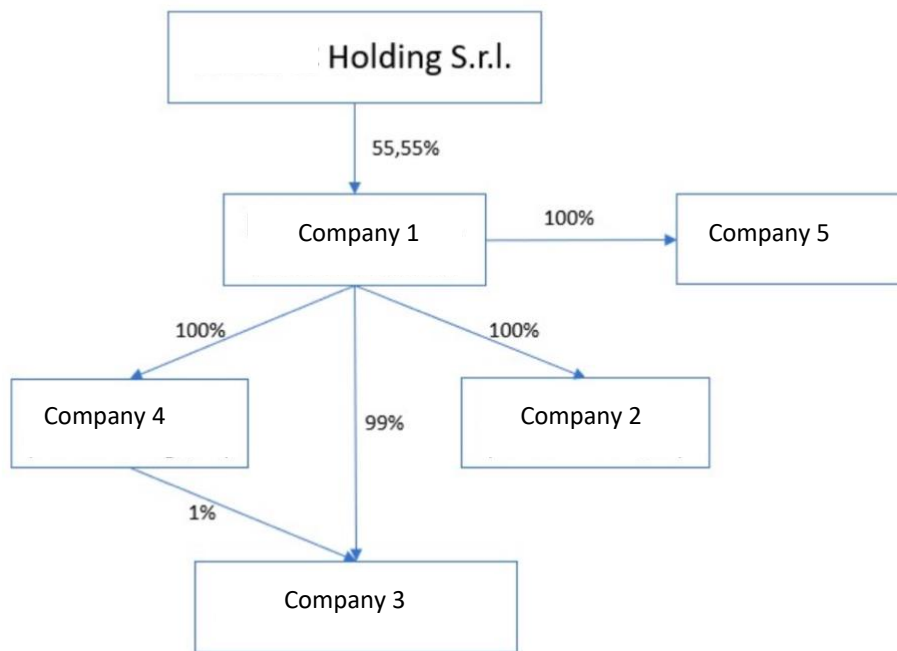 Holding S.r.l.
55,55%
Company 1
100%
Company 5
100%
100%
Company 4
99%
Company 2
1%
Company 3